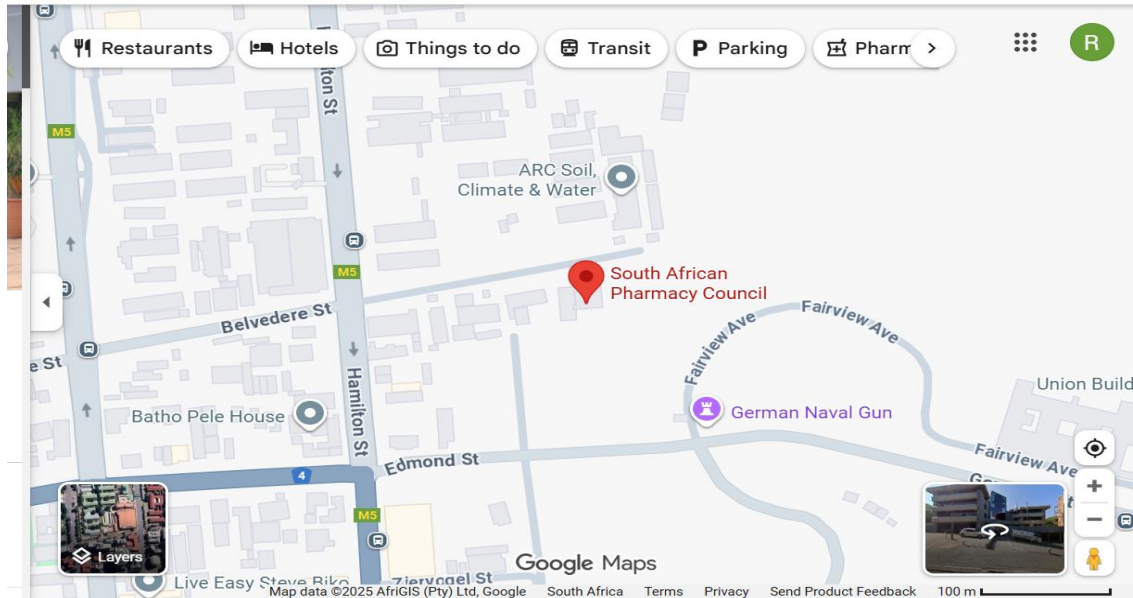 Restaurants
Hotels
Things to do
Transit
P Parking
Pharm
R
M5
ARC Soil,
Climate & Water
M5
South African
Pharmacy Council
Belvedere St
Fairview Ave
Fairview Ave
e St
Hamilton St
Union Build
Batho Pele House
German Naval Gun
Edmond St
4
Fairview Ave
M5
Layers
Google Maps
Live Easy Steve Biko
Ziervogel St
Map data ©2025 AfriGIS (Pty) Ltd, Google South Africa Terms Privacy Send Product Feedback 100 m